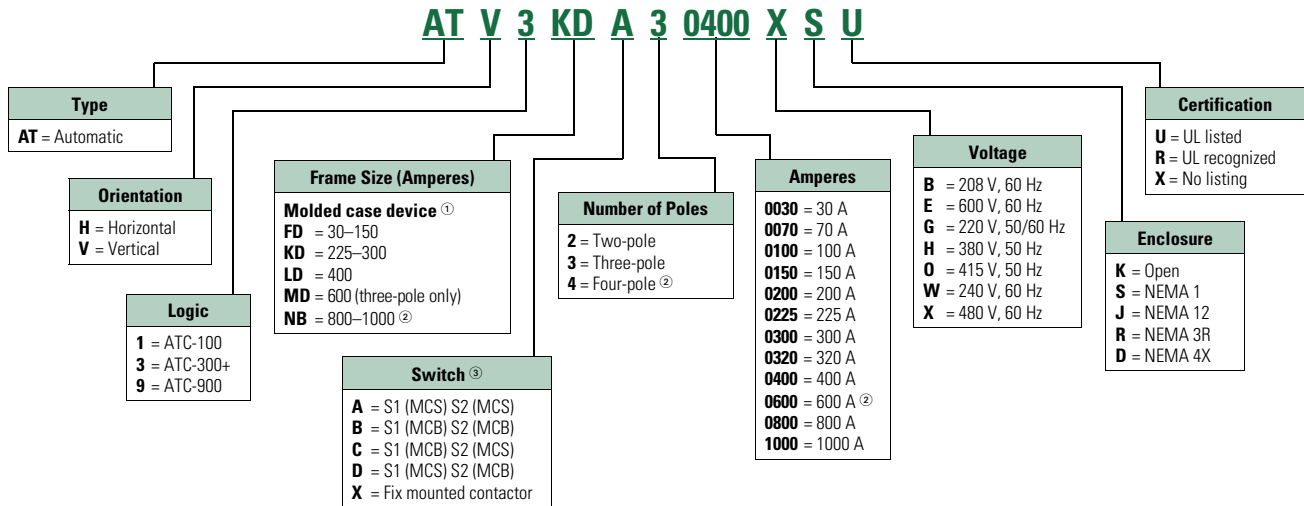 AT V 3 KD A 3 0400 X S U
Type
AT = Automatic
Orientation
H = Horizontal
V = Vertical
Logic
1 = ATC-100
3 = ATC-300+
9 = ATC-900
Frame Size (Amperes)
Molded case device ①
FD = 30–150
KD = 225–300
LD = 400
MD = 600 (three-pole only)
NB = 800–1000 ②
Switch ③
A = S1 (MCS) S2 (MCS)
B = S1 (MCB) S2 (MCB)
C = S1 (MCB) S2 (MCS)
D = S1 (MCS) S2 (MCB)
X = Fix mounted contactor
Number of Poles
2 = Two-pole
3 = Three-pole
4 = Four-pole ②
Amperes
0030 = 30 A
0070 = 70 A
0100 = 100 A
0150 = 150 A
0200 = 200 A
0225 = 225 A
0300 = 300 A
0320 = 320 A
0400 = 400 A
0600 = 600 A ②
0800 = 800 A
1000 = 1000 A
Voltage
B = 208 V, 60 Hz
E = 600 V, 60 Hz
G = 220 V, 50/60 Hz
H = 380 V, 50 Hz
O = 415 V, 50 Hz
W = 240 V, 60 Hz
X = 480 V, 60 Hz
Enclosure
K = Open
S = NEMA 1
J = NEMA 12
R = NEMA 3R
D = NEMA 4X
Certification
U = UL listed
R = UL recognized
X = No listing